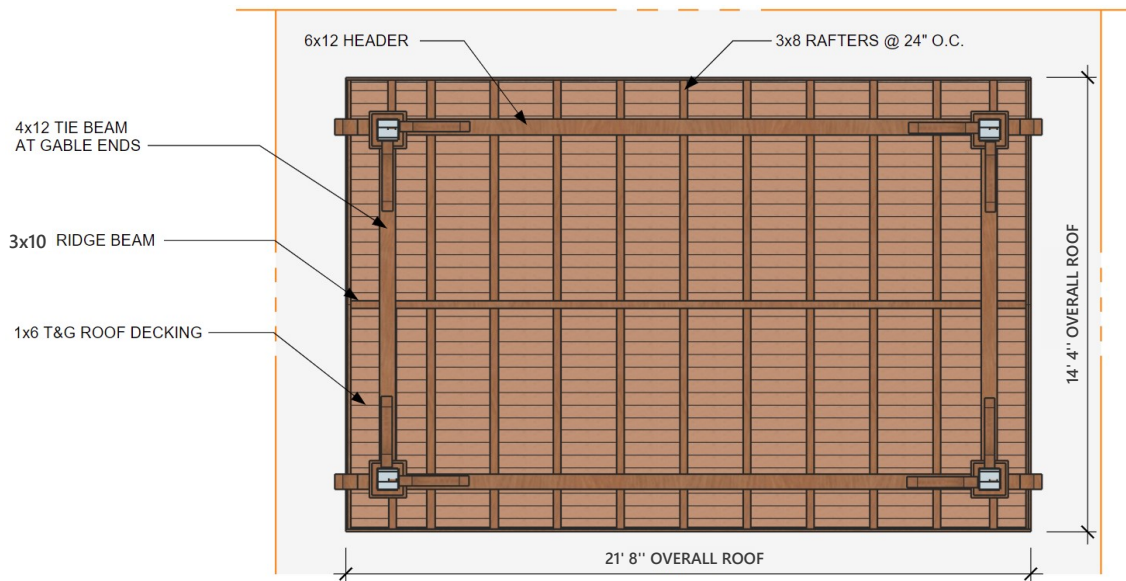 6x12 HEADER
3x8 RAFTERS @ 24" O.C.
4x12 TIE BEAM
AT GABLE ENDS
3x10 RIDGE BEAM
1x6 T&G ROOF DECKING
14' 4'' OVERALL ROOF
21' 8'' OVERALL ROOF